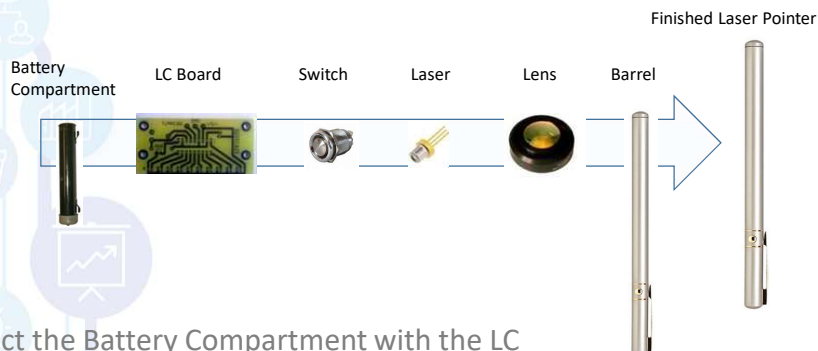 Finished Laser Pointer
Battery
Compartment
LC Board
Switch
Laser
Lens
Barrel
ct the Battery Compartment with the LC